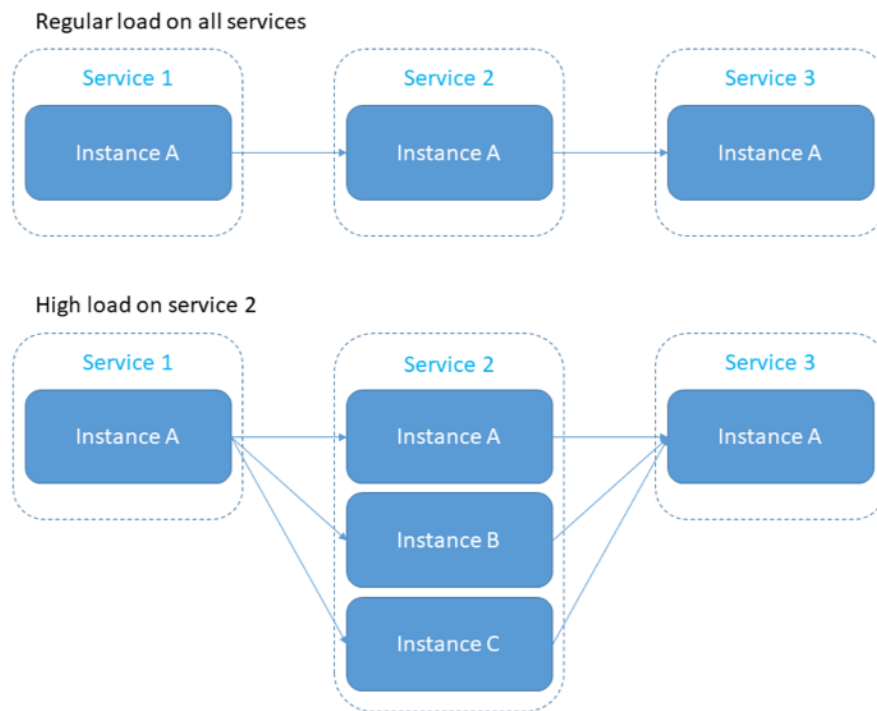 Regular load on all services
Service 1
Service 2
Service 3
Instance A
Instance A
Instance A
High load on service 2
Service 1
Service 2
Service 3
Instance A
Instance A
Instance A
Instance B
Instance C